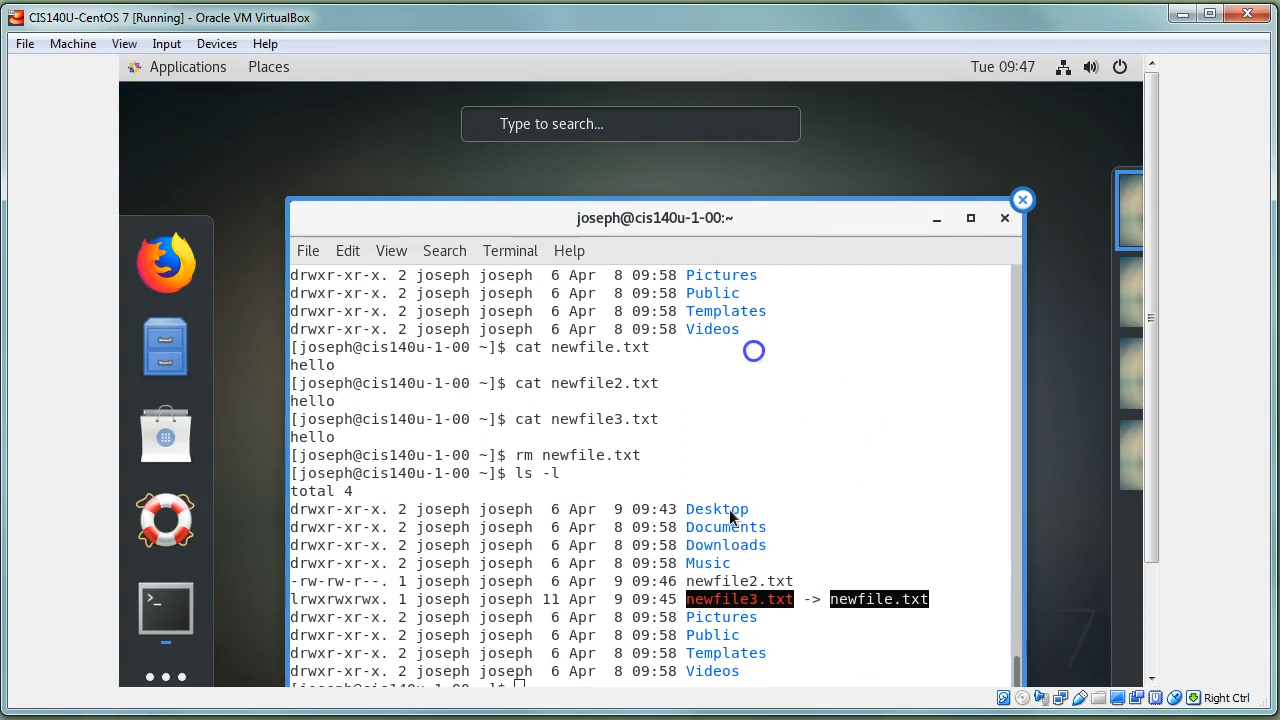 CIS140U-CentOS 7 [Running] - Oracle VM VirtualBox
File Machine View Input Devices Help
Applications Places Tue 09:47
Type to search...
joseph@cis140u-1-00:~
File Edit View Search Terminal Help
drwxr-xr-x. 2 joseph joseph  6 Apr  8 09:58 Pictures
drwxr-xr-x. 2 joseph joseph  6 Apr  8 09:58 Public
drwxr-xr-x. 2 joseph joseph  6 Apr  8 09:58 Templates
drwxr-xr-x. 2 joseph joseph  6 Apr  8 09:58 Videos
[joseph@cis140u-1-00 ~]$ cat newfile.txt
hello
[joseph@cis140u-1-00 ~]$ cat newfile2.txt
hello
[joseph@cis140u-1-00 ~]$ cat newfile3.txt
hello
[joseph@cis140u-1-00 ~]$ rm newfile.txt
[joseph@cis140u-1-00 ~]$ ls -l
total 4
drwxr-xr-x. 2 joseph joseph  6 Apr  9 09:43 Desktop
drwxr-xr-x. 2 joseph joseph  6 Apr  8 09:58 Documents
drwxr-xr-x. 2 joseph joseph  6 Apr  8 09:58 Downloads
drwxr-xr-x. 2 joseph joseph  6 Apr  8 09:58 Music
-rw-rw-r--. 1 joseph joseph  6 Apr  9 09:46 newfile2.txt
lrwxrwxrwx. 1 joseph joseph 11 Apr  9 09:45 newfile3.txt -> newfile.txt
drwxr-xr-x. 2 joseph joseph  6 Apr  8 09:58 Pictures
drwxr-xr-x. 2 joseph joseph  6 Apr  8 09:58 Public
drwxr-xr-x. 2 joseph joseph  6 Apr  8 09:58 Templates
drwxr-xr-x. 2 joseph joseph  6 Apr  8 09:58 Videos
[joseph@cis140u-1-00 ~]$
Right Ctrl